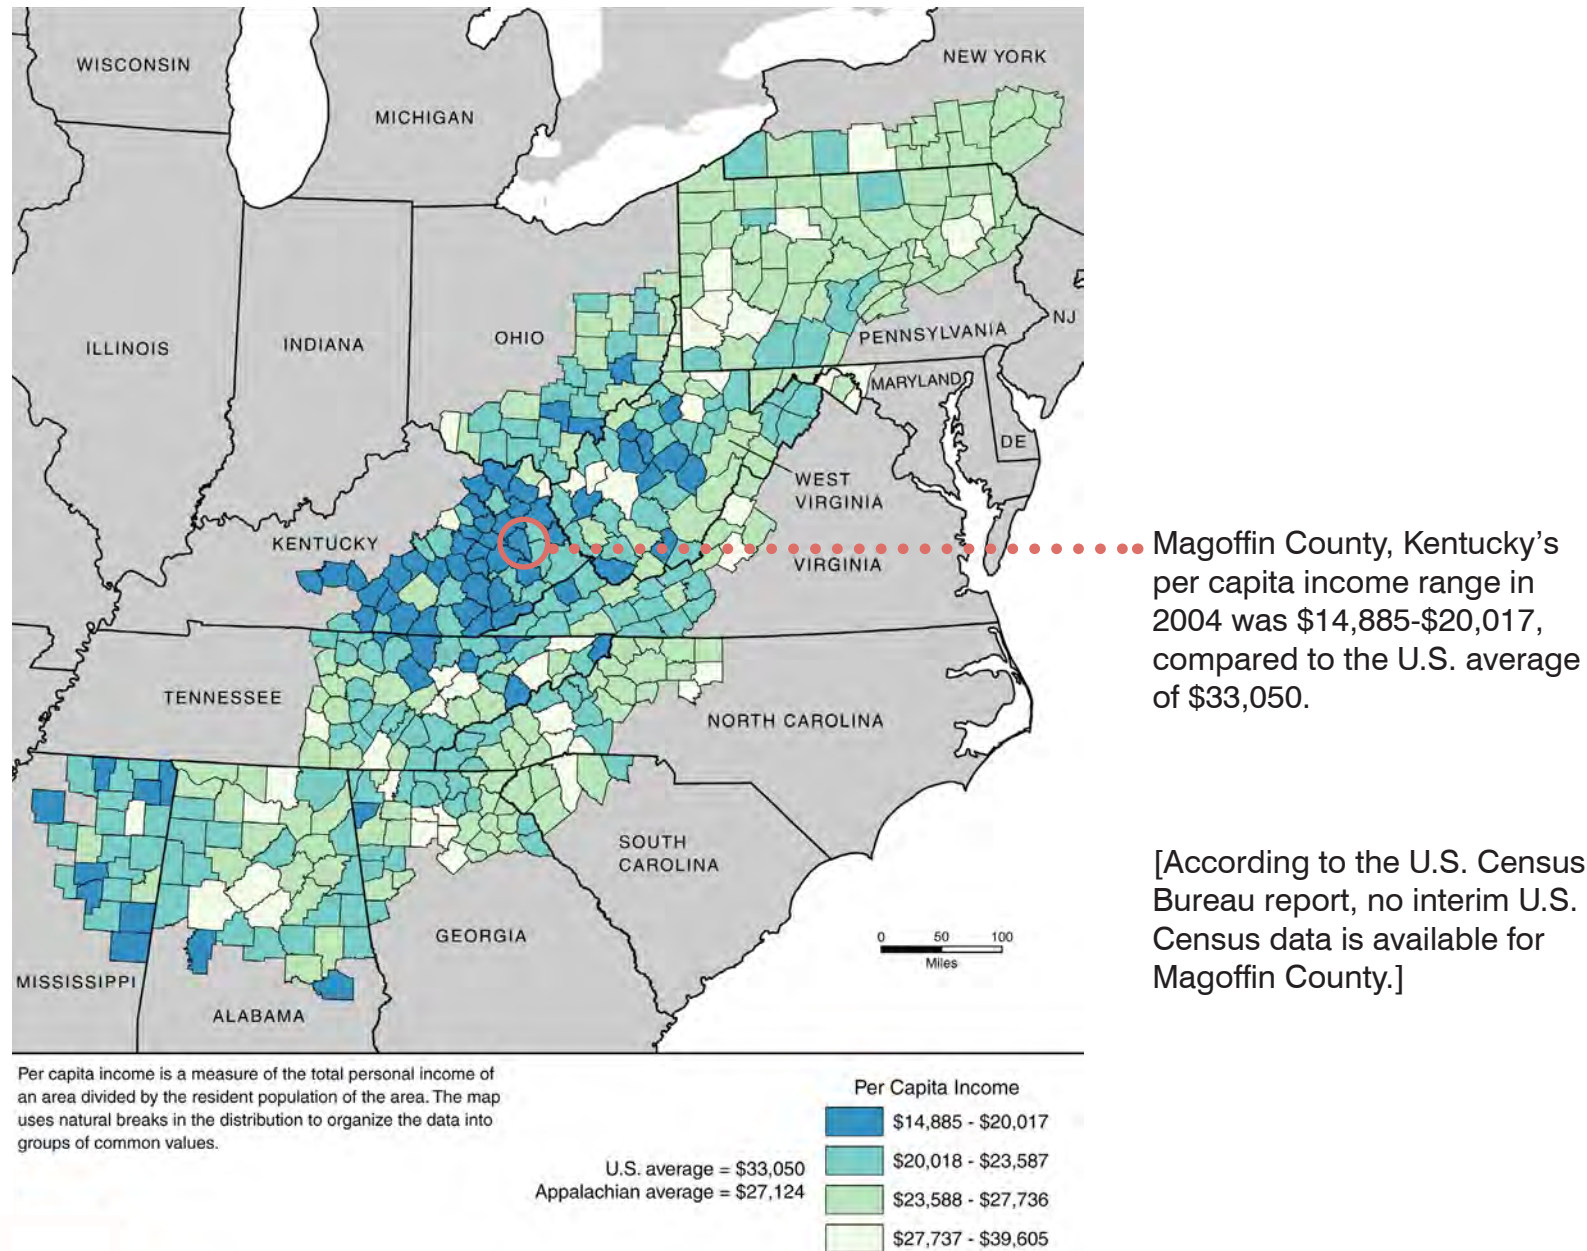 WISCONSIN
MICHIGAN
NEW YORK
ILLINOIS
INDIANA
OHIO
PENNSYLVANIA
NJ
MARYLAND
DE
WEST
VIRGINIA
KENTUCKY
VIRGINIA
TENNESSEE
NORTH CAROLINA
SOUTH
CAROLINA
GEORGIA
MISSISSIPPI
ALABAMA
0 50 100
Miles
Magoffin County, Kentucky’s
per capita income range in
2004 was $14,885-$20,017,
compared to the U.S. average
of $33,050.
[According to the U.S. Census
Bureau report, no interim U.S.
Census data is available for
Magoffin County.]
Per capita income is a measure of the total personal income of
an area divided by the resident population of the area. The map
uses natural breaks in the distribution to organize the data into
groups of common values.
U.S. average = $33,050
Appalachian average = $27,124
Per Capita Income
$14,885 - $20,017
$20,018 - $23,587
$23,588 - $27,736
$27,737 - $39,605